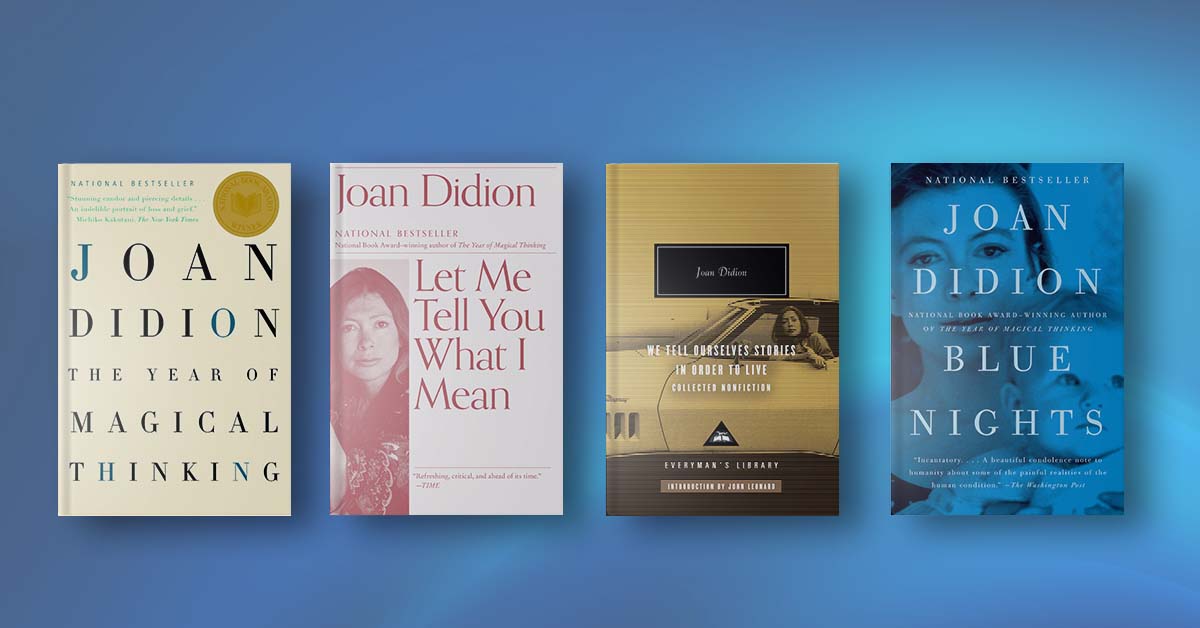 NATIONAL BESTSELLER
"Stunning candor and piercing details . . .
An indelible portrait of loss and grief."
Michiko Kakutani, The New York Times
NATIONAL BOOK AWARD
WINNER
JOAN
DIDION
THE YEAR OF
MAGICAL
THINKING
Joan Didion
NATIONAL BESTSELLER
National Book Award–winning author of The Year of Magical Thinking
Let Me
Tell You
What I
Mean
"Refreshing, critical, and ahead of its time."
—TIME
Joan Didion
WE TELL OURSELVES STORIES
IN ORDER TO LIVE
COLLECTED NONFICTION
EVERYMAN'S LIBRARY
INTRODUCTION BY JOHN LEONARD
NATIONAL BESTSELLER
JOAN
DIDION
NATIONAL BOOK AWARD–WINNING AUTHOR
OF THE YEAR OF MAGICAL THINKING
BLUE
NIGHTS
"Incantatory. . . . A beautiful condolence note to
humanity about some of the painful realities of the
human condition." —The Washington Post